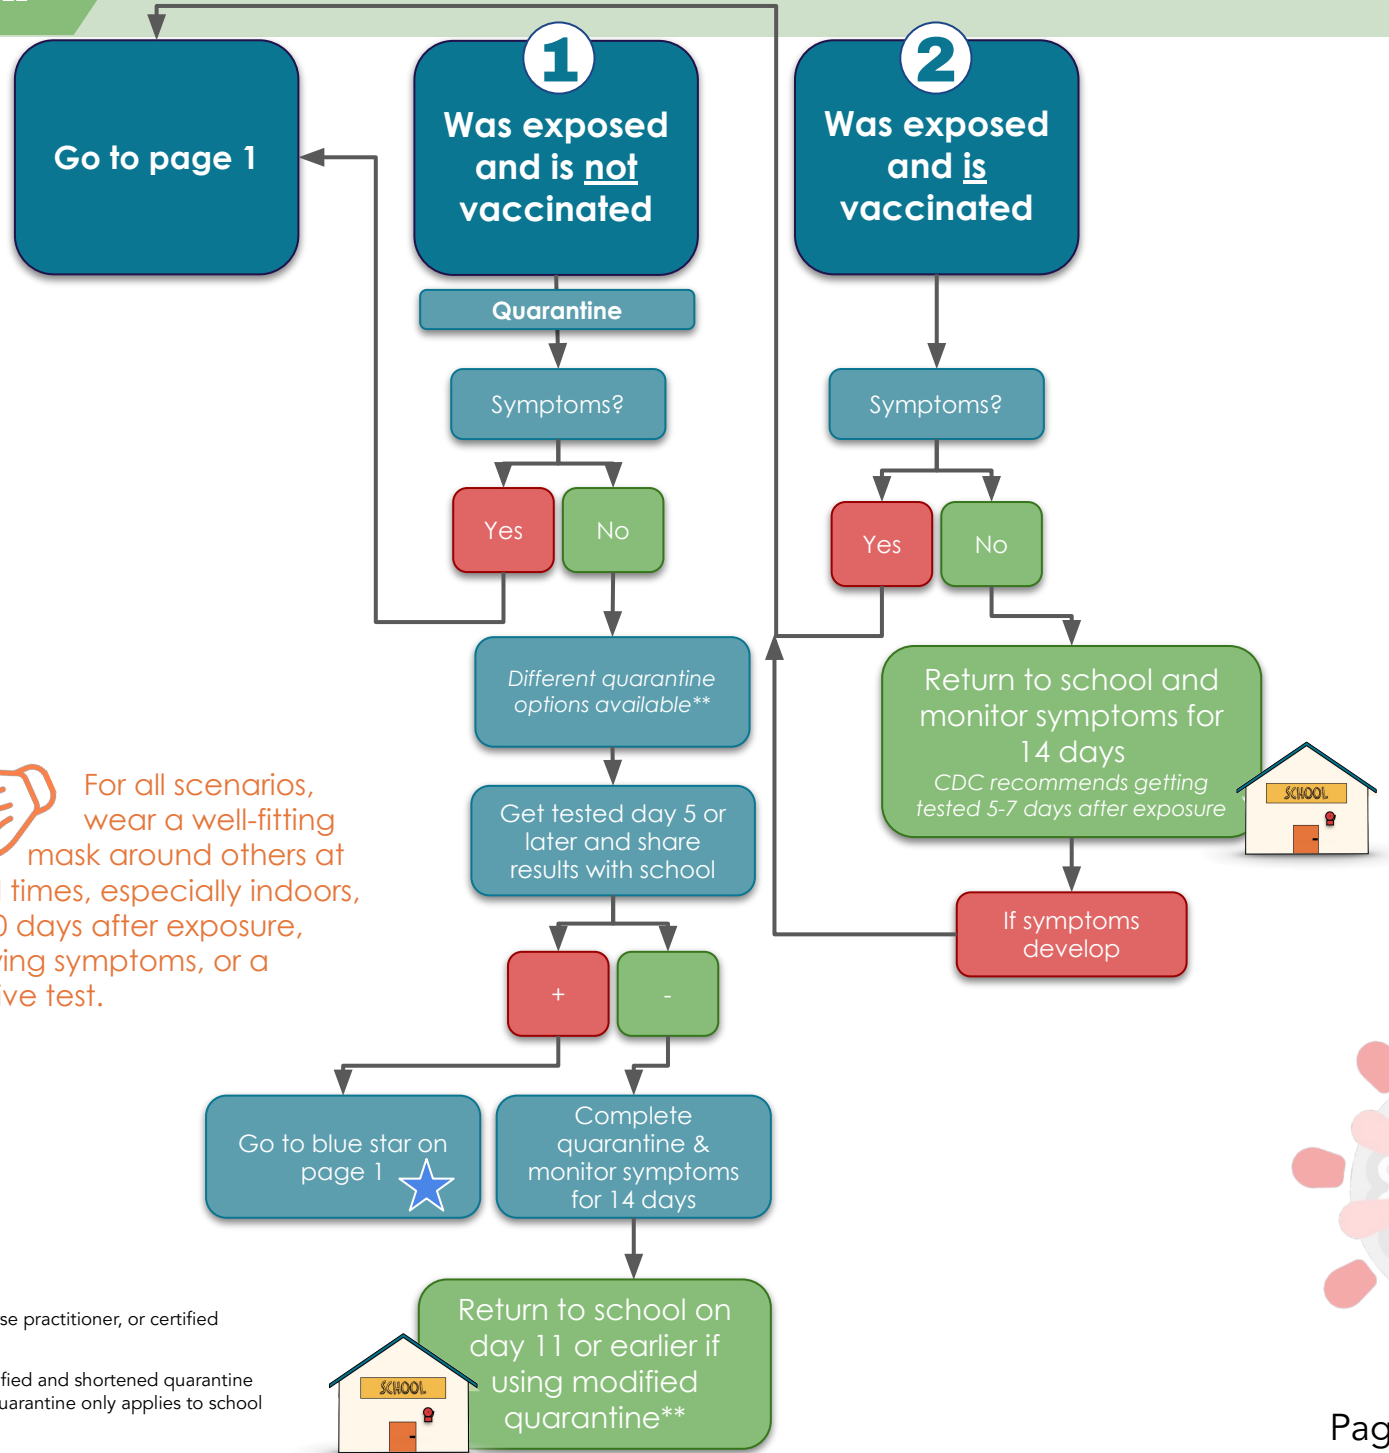 Go to page 1
1
Was exposed
and is not
vaccinated
2
Was exposed
and is
vaccinated
Quarantine
Symptoms?
Symptoms?
Yes
No
Yes
No
Different quarantine
options available**
Return to school and
monitor symptoms for
14 days
CDC recommends getting
tested 5-7 days after exposure
SCHOOL
For all scenarios,
wear a well-fitting
mask around others at
times, especially indoors,
days after exposure,
symptoms, or a
test.
Get tested day 5 or
later and share
results with school
If symptoms
develop
+
-
Go to blue star on
page 1
Complete
quarantine &
monitor symptoms
for 14 days
Return to school on
day 11 or earlier if
using modified
quarantine**
SCHOOL
practitioner, or certified
and shortened quarantine
quarantine only applies to school